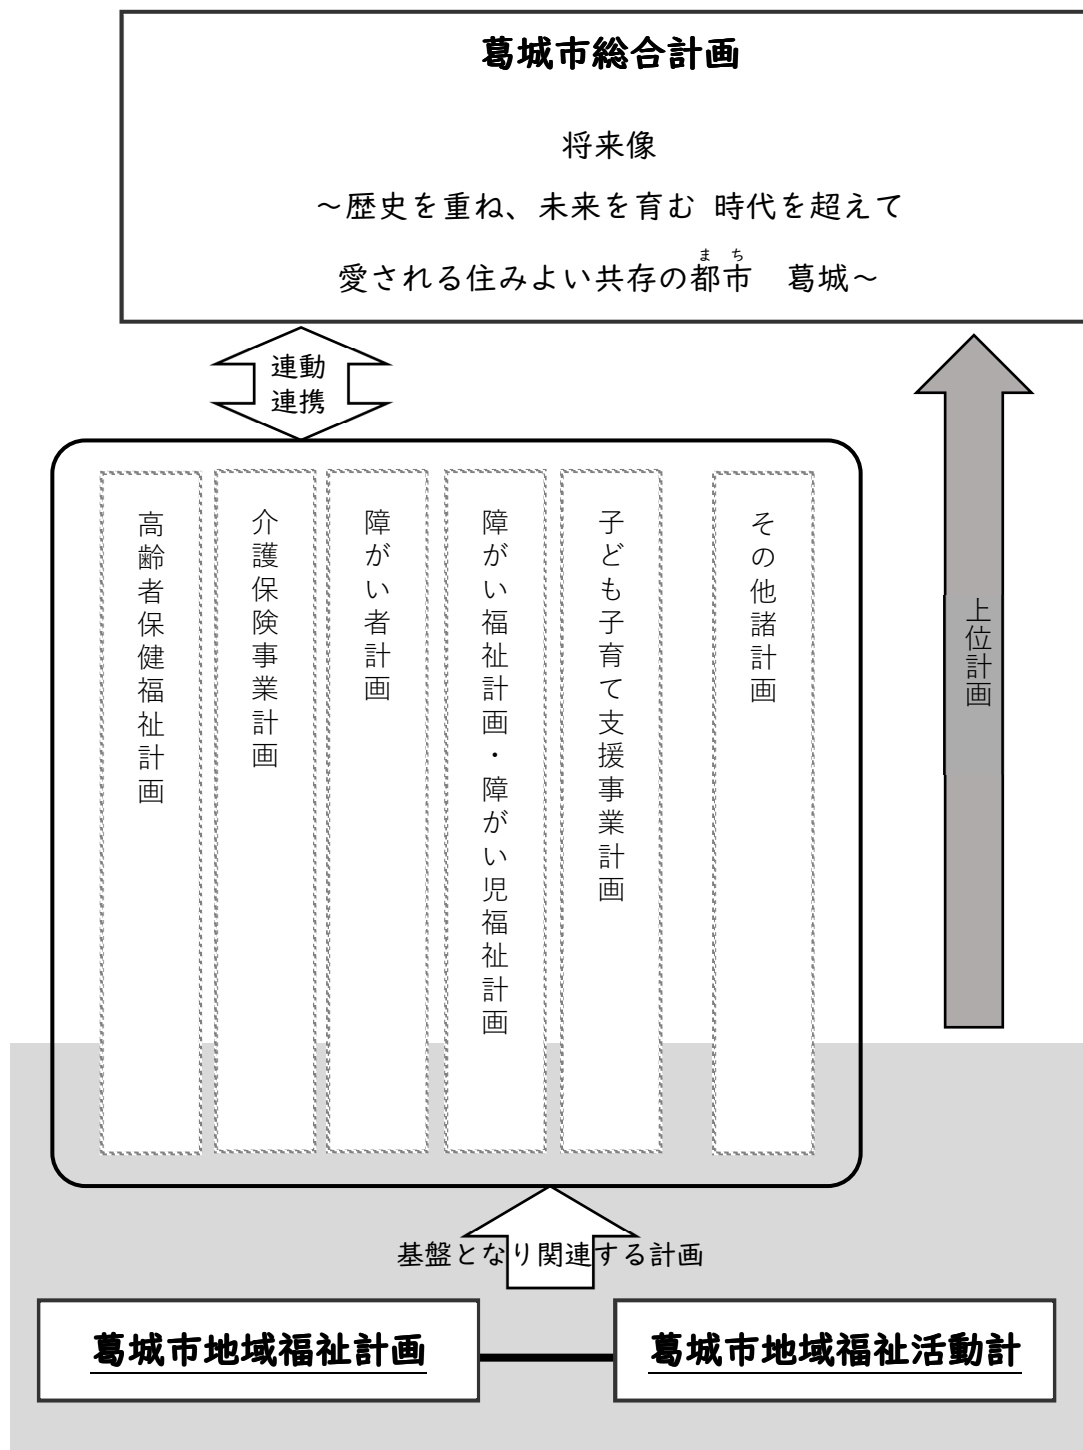 葛城市総合計画
将来像
～歴史を重ね、未来を育む 時代を超えて
愛される住みよい共存の都市　葛城～
まち
連動
連携
高齢者保健福祉計画
介護保険事業計画
障がい者計画
障がい福祉計画・障がい児福祉計画
子ども子育て支援事業計画
その他諸計画
上位計画
基盤となり関連する計画
葛城市地域福祉計画
葛城市地域福祉活動計